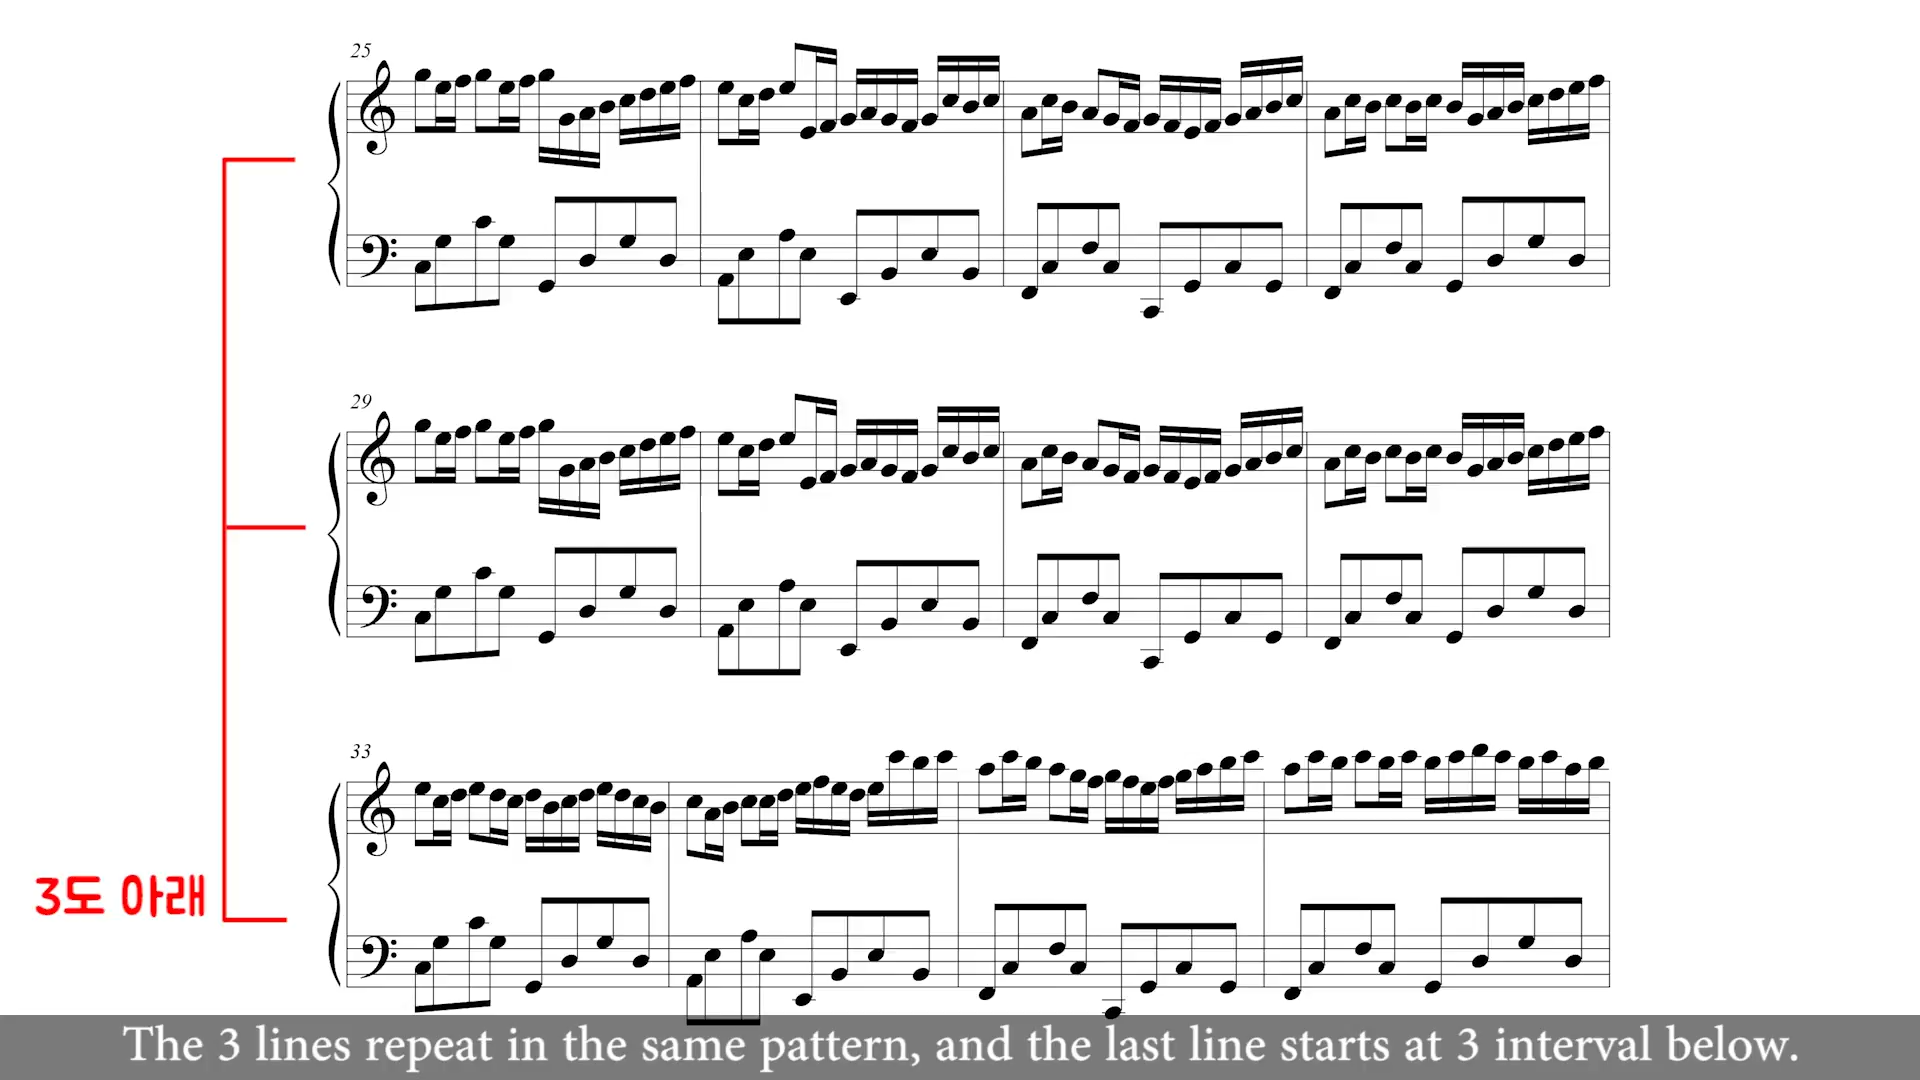 25
29
33
3도 아래
The 3 lines repeat in the same pattern, and the last line starts at 3 interval below.